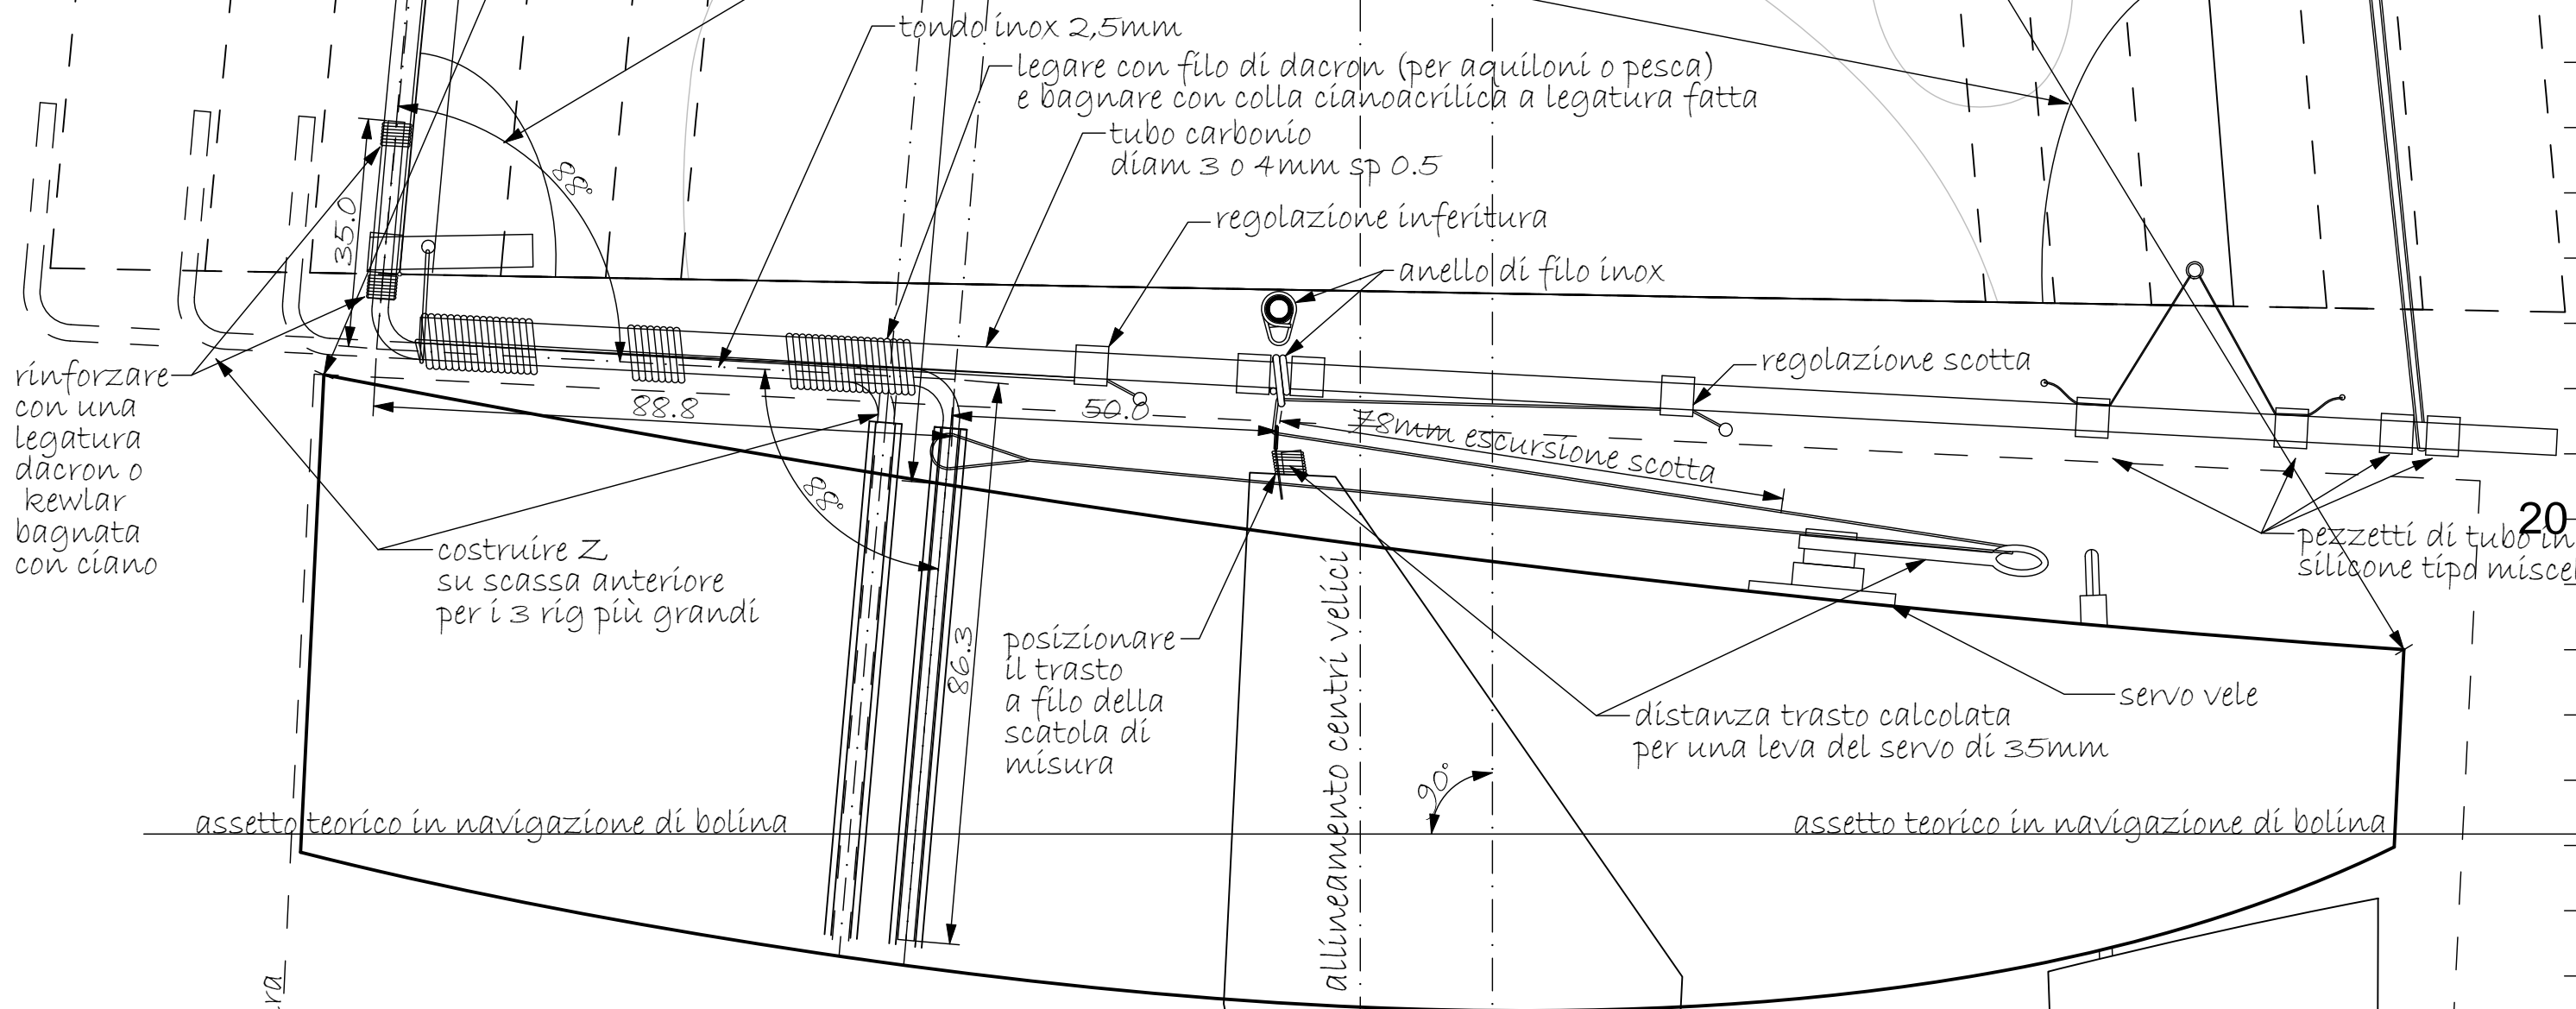 tondo inox 2,5mm
legare con filo di dacron (per aquiloni o pesca)
e bagnare con colla cianoacrilica a legatura fatta
tubo carbonio
diam 3 o 4mm sp 0.5
88°
35.0
regolazione inferitura
anello di filo inox
regolazione scotta
rinforzare
con una
legatura
dacron o
kewlar
bagnata
con ciano
88.8
50.0
78mm escursione scotta
88°
20
pezzetti di tubo in
silicone tipo miscel
costruire Z
su scassa anteriore
per i 3 rig più grandi
86.3
posizionare
il trasto
a filo della
scatola di
misura
allineamento centri velici
servo vele
distanza trasto calcolata
per una leva del servo di 35mm
90°
assetto teorico in navigazione di bolina
assetto teorico in navigazione di bolina
ra